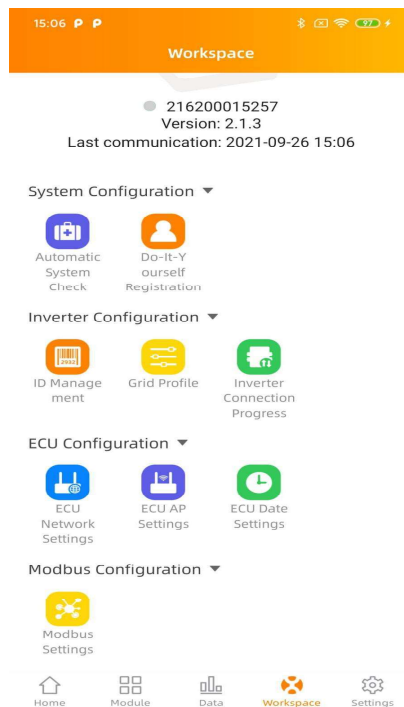 15:06 P P 97
Workspace
216200015257
Version: 2.1.3
Last communication: 2021-09-26 15:06
System Configuration
Automatic Do-It-Y
System ourself
Check Registration
Inverter Configuration
2552
ID Manage Grid Profile Inverter
ment Connection
Progress
ECU Configuration
ECU ECU AP ECU Date
Network Settings Settings
Settings
Modbus Configuration
Modbus
Settings
Home Module Data Workspace Settings